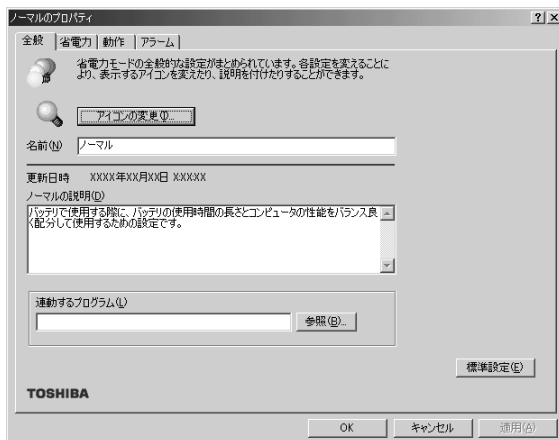 ノーマルのプロパティ
全般 省電力 動作 アラーム
省電力モードの全般的な設定がまとめられています。各設定を変えることに
より、表示するアイコンを変えたり、説明を付けたりすることができます。
アイコンの変更(I)...
名前(N) ノーマル
更新日時 XXXX年XX月XX日 X:XX:XX
ノーマルの説明(D)
バッテリで使用する際に、バッテリの使用時間の長さとコンピュータの性能をバランス良
く配分して使用するための設定です。
連動するプログラム(L)
参照(B)...
標準設定(E)
TOSHIBA
OK キャンセル 適用(A)